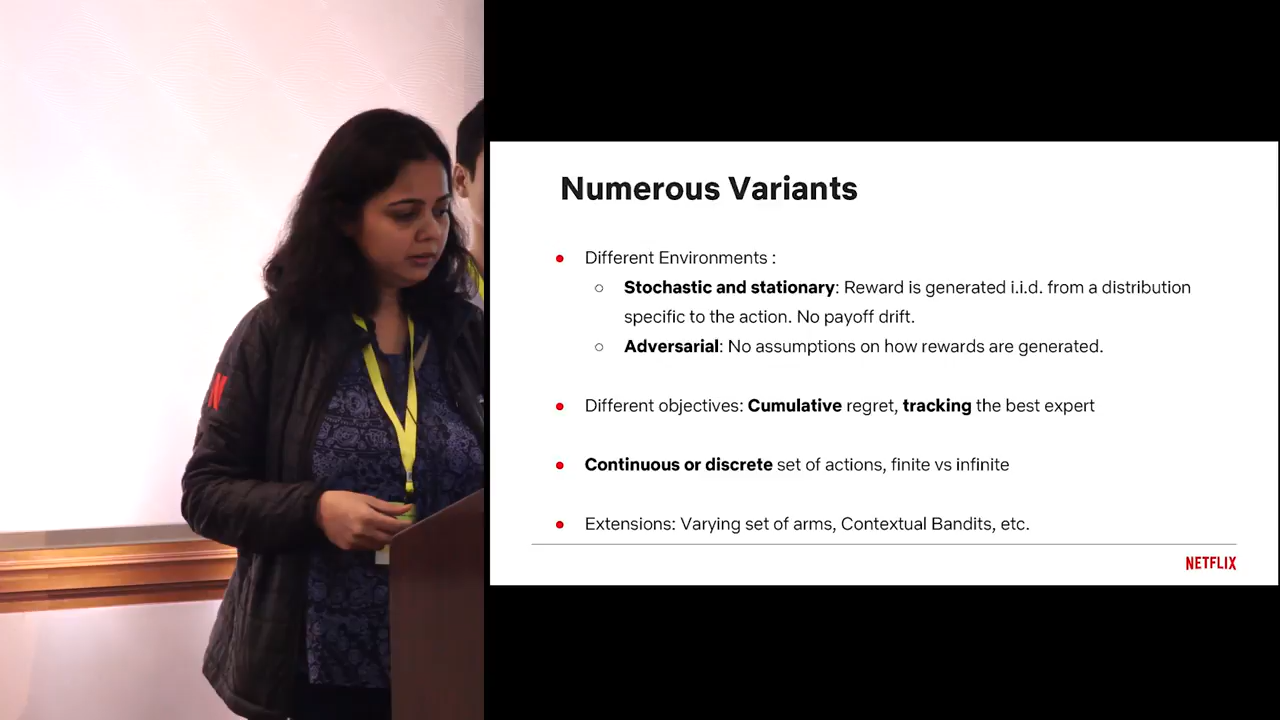 N
Numerous Variants
Different Environments :
Stochastic and stationary: Reward is generated i.i.d. from a distribution
specific to the action. No payoff drift.
Adversarial: No assumptions on how rewards are generated.
Different objectives: Cumulative regret, tracking the best expert
Continuous or discrete set of actions, finite vs infinite
Extensions: Varying set of arms, Contextual Bandits, etc.
NETFLIX